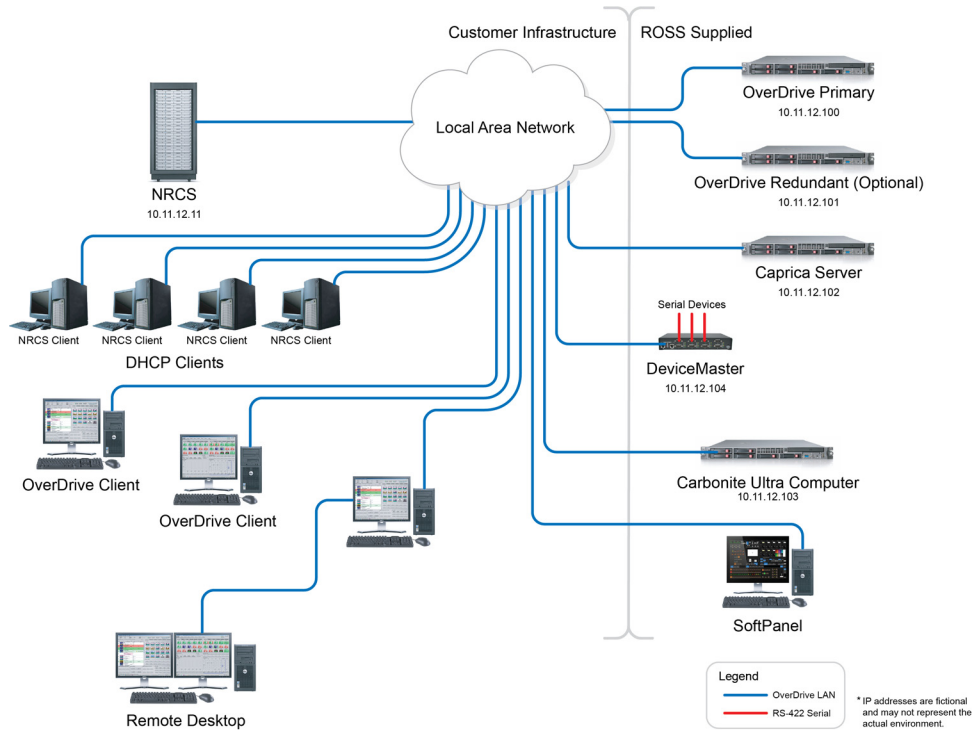 Customer Infrastructure
ROSS Supplied
Local Area Network
OverDrive Primary
10.11.12.100
NRCS
10.11.12.11
OverDrive Redundant (Optional)
10.11.12.101
Caprica Server
10.11.12.102
NRCS Client
NRCS Client
NRCS Client
NRCS Client
DHCP Clients
Serial Devices
DeviceMaster
10.11.12.104
OverDrive Client
OverDrive Client
Carbonite Ultra Computer
10.11.12.103
SoftPanel
Remote Desktop
Legend
OverDrive LAN
RS-422 Serial
* IP addresses are fictional
and may not represent the
actual environment.